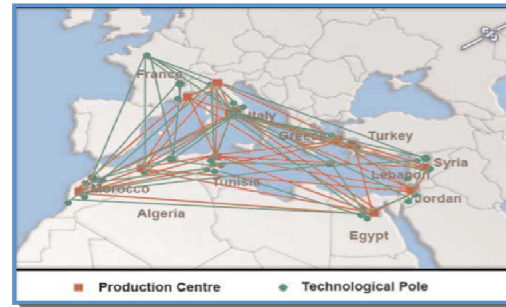 France
Italy
Greece
Turkey
Syria
Lebanon
Morocco
Tunisia
Jordan
Algeria
Egypt
Production Centre
Technological Pole